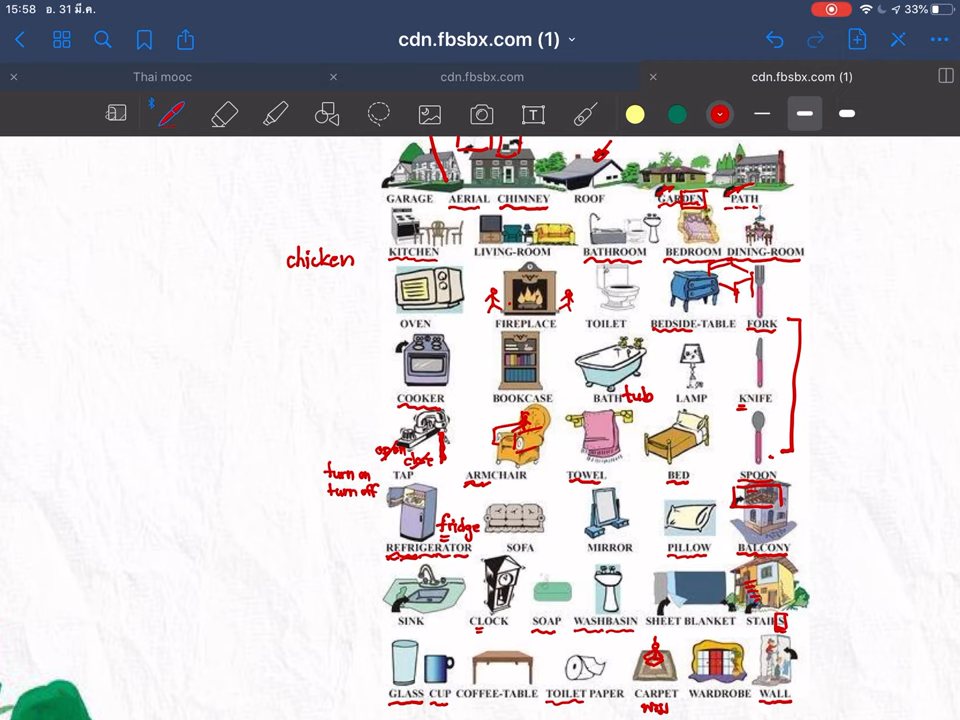 15:58 อ. 31 มี.ค. 33%
cdn.fbsbx.com (1)
Thai mooc cdn.fbsbx.com cdn.fbsbx.com (1)
GARAGE AERIAL CHIMNEY ROOF GARDEN PATH
KITCHEN LIVING-ROOM BATHROOM BEDROOM DINING-ROOM
chicken
OVEN FIREPLACE TOILET BEDSIDE-TABLE FORK
COOKER BOOKCASE BATH tub LAMP KNIFE
open
close
TAP ARMCHAIR TOWEL BED SPOON
turn on
turn off
fridge
REFRIGERATOR SOFA MIRROR PILLOW BALCONY
SINK CLOCK SOAP WASHBASIN SHEET BLANKET STAIRS
GLASS CUP COFFEE-TABLE TOILET PAPER CARPET WARDROBE WALL
พรม